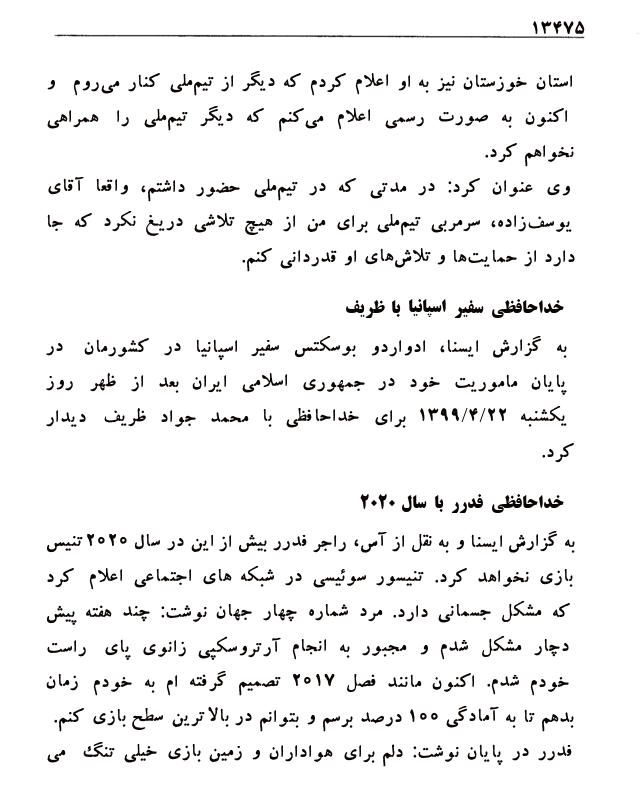 ۱۳۴۷۵
استان خوزستان نیز به او اعلام کردم که دیگر از تیم‌ملی کنار می‌روم و
اکنون به صورت رسمی اعلام می‌کنم که دیگر تیم‌ملی را همراهی
نخواهم کرد.
وی عنوان کرد: در مدتی که در تیم‌ملی حضور داشتم، واقعا آقای
یوسف‌زاده، سرمربی تیم‌ملی برای من از هیچ تلاشی دریغ نکرد که جا
دارد از حمایت‌ها و تلاش‌های او قدردانی کنم.
خداحافظی سفیر اسپانیا با ظریف
به گزارش ایسنا، ادواردو بوسکتس سفیر اسپانیا در کشورمان در
پایان ماموریت خود در جمهوری اسلامی ایران بعد از ظهر روز
یکشنبه ۱۳۹۹/۴/۲۲ برای خداحافظی با محمد جواد ظریف دیدار
کرد.
خداحافظی فدرر با سال ۲۰۲۰
به گزارش ایسنا و به نقل از آس، راجر فدرر بیش از این در سال ۲۰۲۰ تنیس
بازی نخواهد کرد. تنیسور سوئیسی در شبکه های اجتماعی اعلام کرد
که مشکل جسمانی دارد. مرد شماره چهار جهان نوشت: چند هفته پیش
دچار مشکل شدم و مجبور به انجام آرتروسکپی زانوی پای راست
خودم شدم. اکنون مانند فصل ۲۰۱۷ تصمیم گرفته ام به خودم زمان
بدهم تا به آمادگی ۱۰۰ درصد برسم و بتوانم در بالاترین سطح بازی کنم.
فدرر در پایان نوشت: دلم برای هواداران و زمین بازی خیلی تنگ می